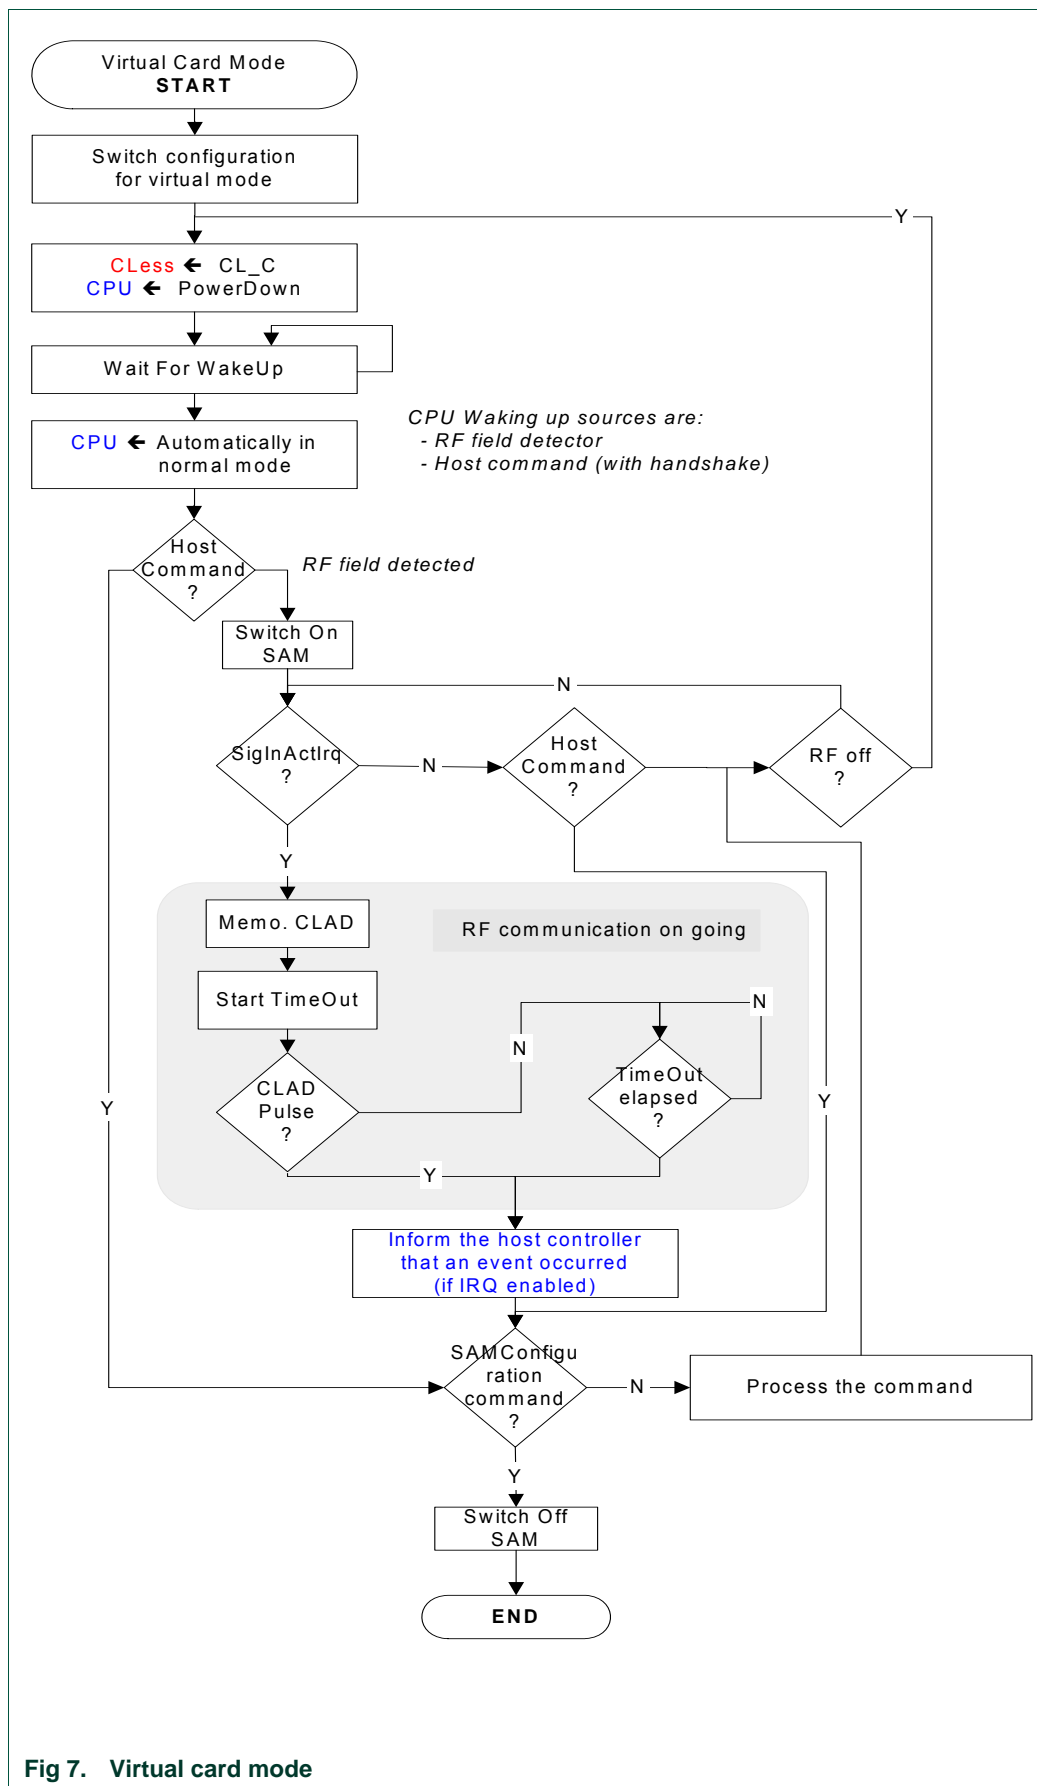 Virtual Card Mode
START
Switch configuration
for virtual mode
Y
CLess ← CL_C
CPU ← PowerDown
Wait For WakeUp
CPU Waking up sources are:
- RF field detector
- Host command (with handshake)
CPU ← Automatically in
normal mode
Host
Command
?
RF field detected
Switch On
SAM
N
SigInActIrq
?
N
Host
Command
?
RF off
?
Y
Memo. CLAD
RF communication on going
Start TimeOut
N
N
CLAD
Pulse
?
TimeOut
elapsed
?
Y
Y
Y
Inform the host controller
that an event occurred
(if IRQ enabled)
SAMConfigu
ration
command
?
N
Process the command
Y
Switch Off
SAM
END
Fig 7. Virtual card mode